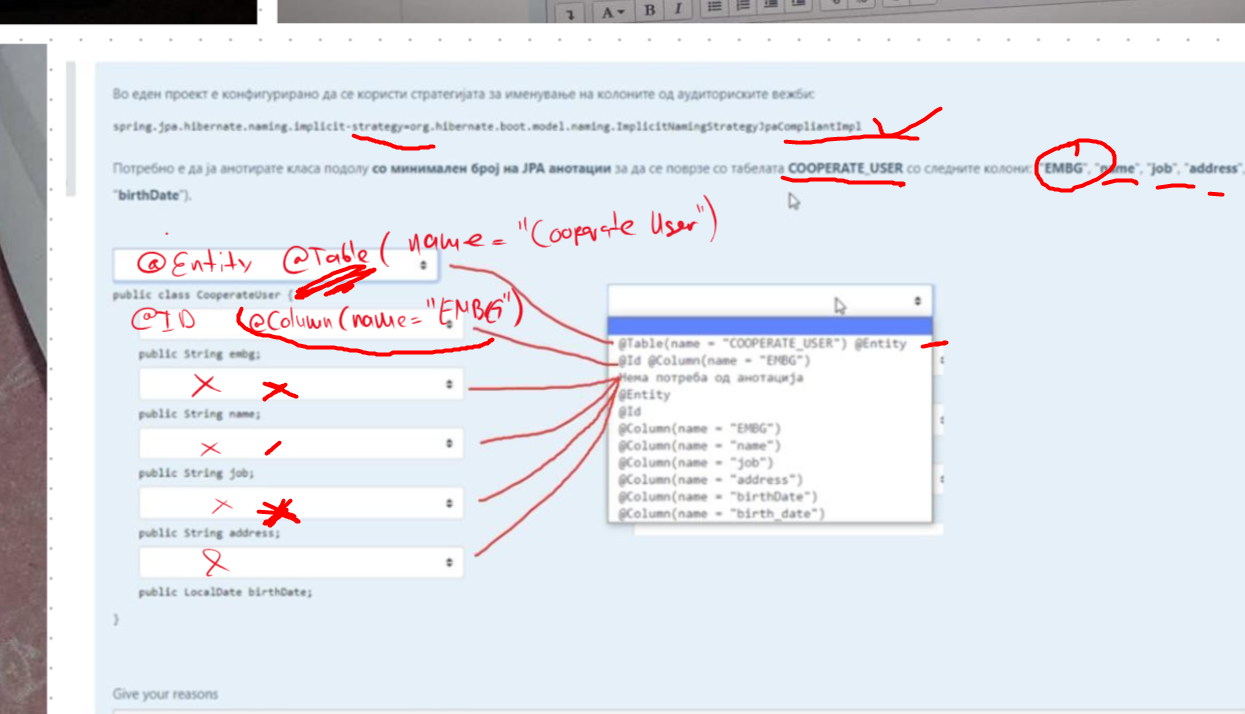 A B I
Во еден проект е конфигурирано да се користи стратегијата за именување на колоните од аудиториските вежби:
spring.jpa.hibernate.naming.implicit-strategy=org.hibernate.boot.model.naming.ImplicitNamingStrategyJpaCompliantImpl
Потребно е да ја анотирате класа подолу со минимален број на JPA анотации за да се поврзе со табелата COOPERATE_USER со следните колони: "EMBG", "name", "job", "address",
"birthDate").
@Entity @Table( name = "Cooperate User")
public class CooperateUser {
@ID @Column(name="EMBG")
public String embg;
public String name;
public String job;
public String address;
public LocalDate birthDate;
}
@Table(name = "COOPERATE_USER") @Entity
@Id @Column(name = "EMBG")
Нема потреба од анотација
@Entity
@Id
@Column(name = "EMBG")
@Column(name = "name")
@Column(name = "job")
@Column(name = "address")
@Column(name = "birthDate")
@Column(name = "birth_date")
Give your reasons